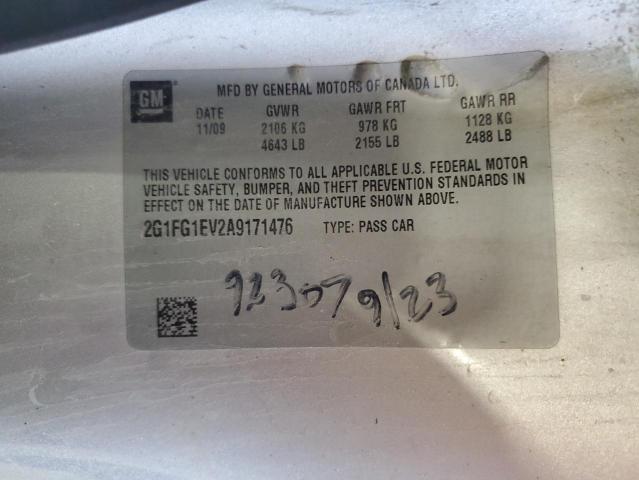 GM
MFD BY GENERAL MOTORS OF CANADA LTD.
DATE GVWR GAWR FRT GAWR RR
11/09 2106 KG 978 KG 1128 KG
4643 LB 2155 LB 2488 LB
THIS VEHICLE CONFORMS TO ALL APPLICABLE U.S. FEDERAL MOTOR
VEHICLE SAFETY, BUMPER, AND THEFT PREVENTION STANDARDS IN
EFFECT ON THE DATE OF MANUFACTURE SHOWN ABOVE.
2G1FG1EV2A9171476 TYPE: PASS CAR
923079/23